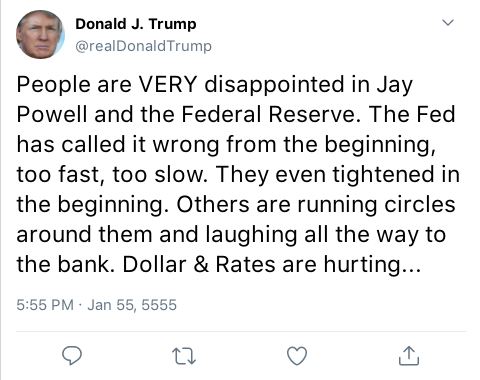 Donald J. Trump
@realDonaldTrump
People are VERY disappointed in Jay
Powell and the Federal Reserve. The Fed
has called it wrong from the beginning,
too fast, too slow. They even tightened in
the beginning. Others are running circles
around them and laughing all the way to
the bank. Dollar & Rates are hurting...
5:55 PM · Jan 55, 5555